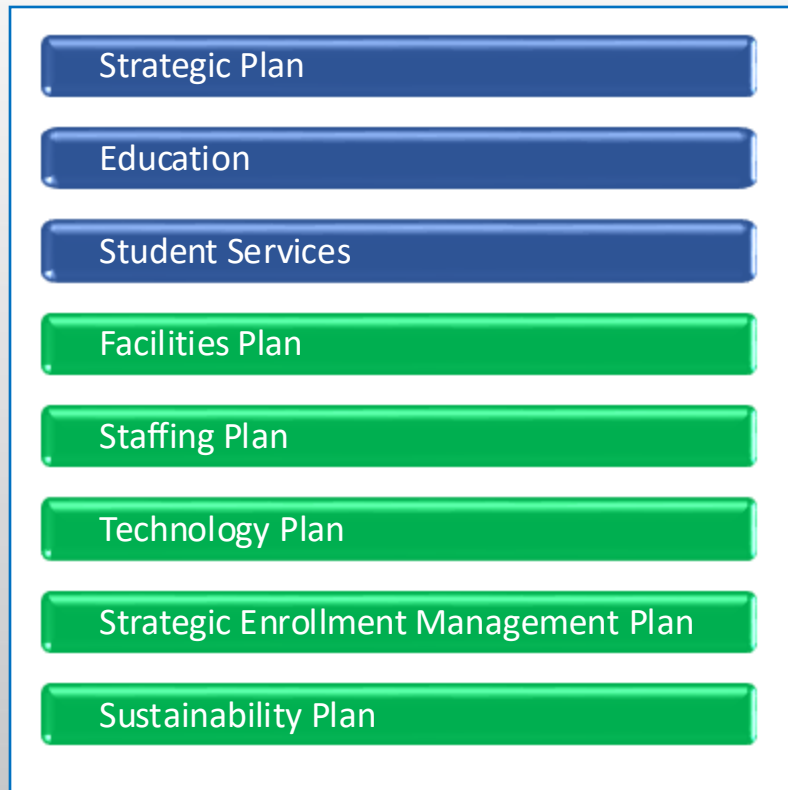 Strategic Plan
Education
Student Services
Facilities Plan
Staffing Plan
Technology Plan
Strategic Enrollment Management Plan
Sustainability Plan